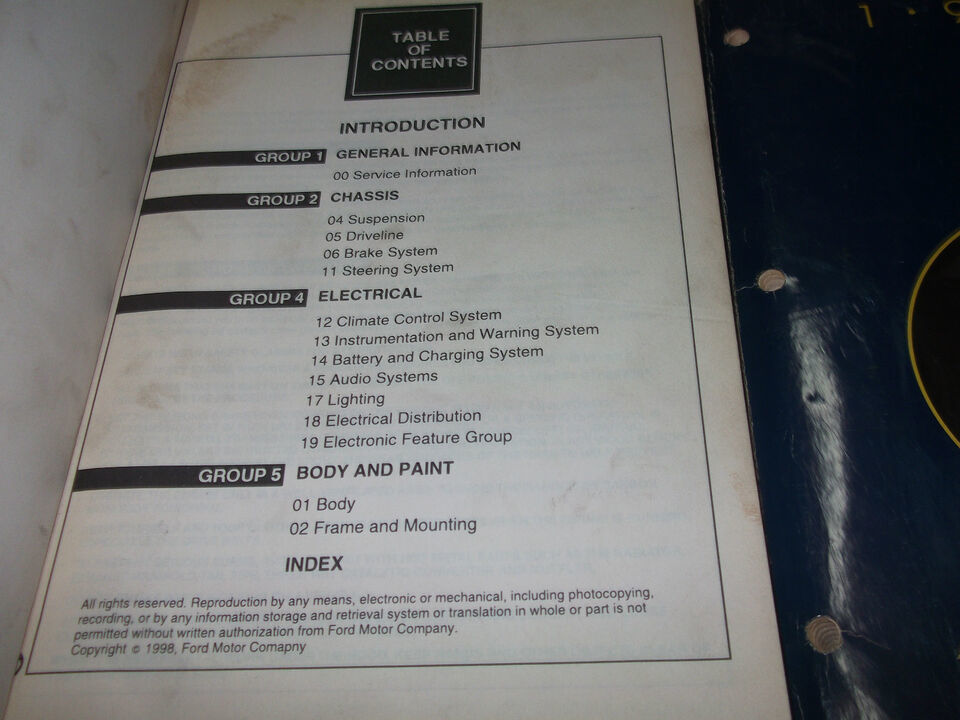 TABLE
OF
CONTENTS
INTRODUCTION
GROUP 1 GENERAL INFORMATION
00 Service Information
GROUP 2 CHASSIS
04 Suspension
05 Driveline
06 Brake System
11 Steering System
GROUP 4 ELECTRICAL
12 Climate Control System
13 Instrumentation and Warning System
14 Battery and Charging System
15 Audio Systems
17 Lighting
18 Electrical Distribution
19 Electronic Feature Group
GROUP 5 BODY AND PAINT
01 Body
02 Frame and Mounting
INDEX
All rights reserved. Reproduction by any means, electronic or mechanical, including photocopying,
recording, or by any information storage and retrieval system or translation in whole or part is not
permitted without written authorization from Ford Motor Company.
Copyright © 1998, Ford Motor Comapny
1 · 9